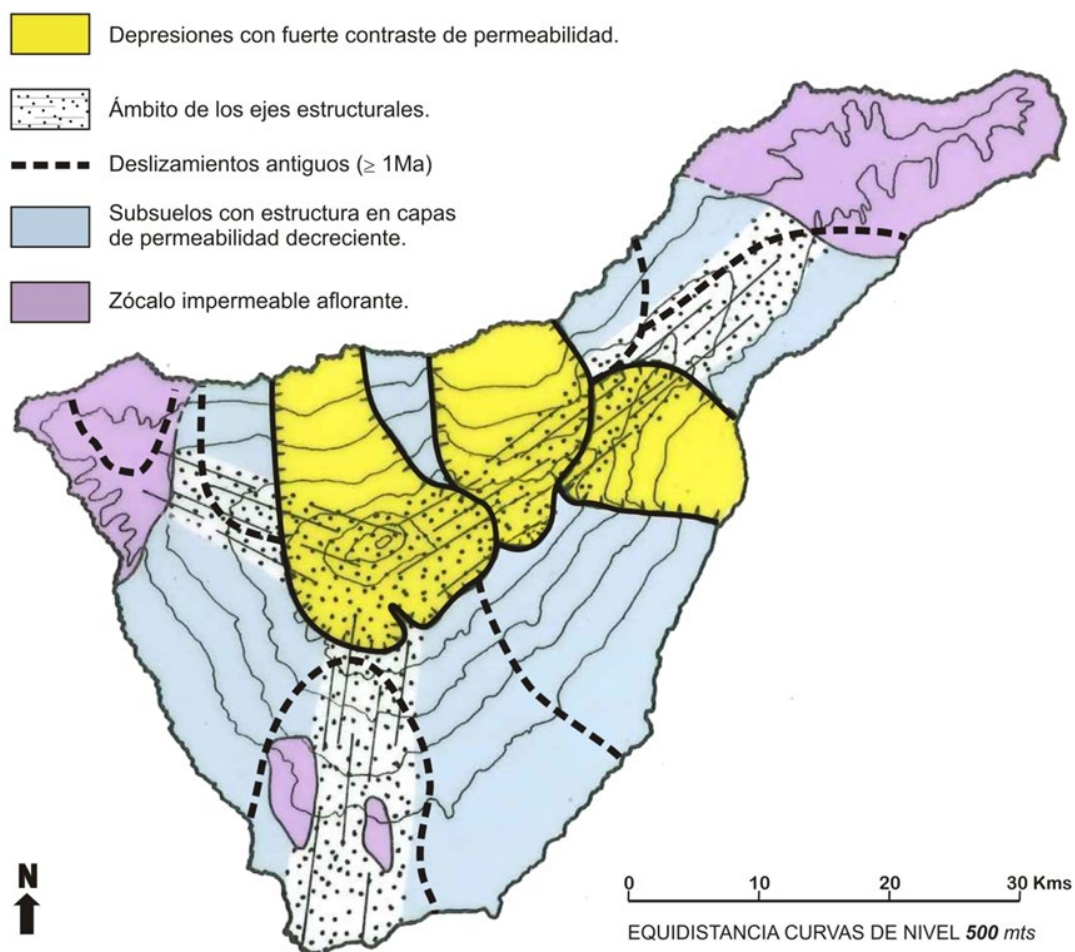 Depresiones con fuerte contraste de permeabilidad.
Ámbito de los ejes estructurales.
Deslizamientos antiguos (≥ 1Ma)
Subsuelos con estructura en capas
de permeabilidad decreciente.
Zócalo impermeable aflorante.
N
0 10 20 30 Kms
EQUIDISTANCIA CURVAS DE NIVEL 500 mts